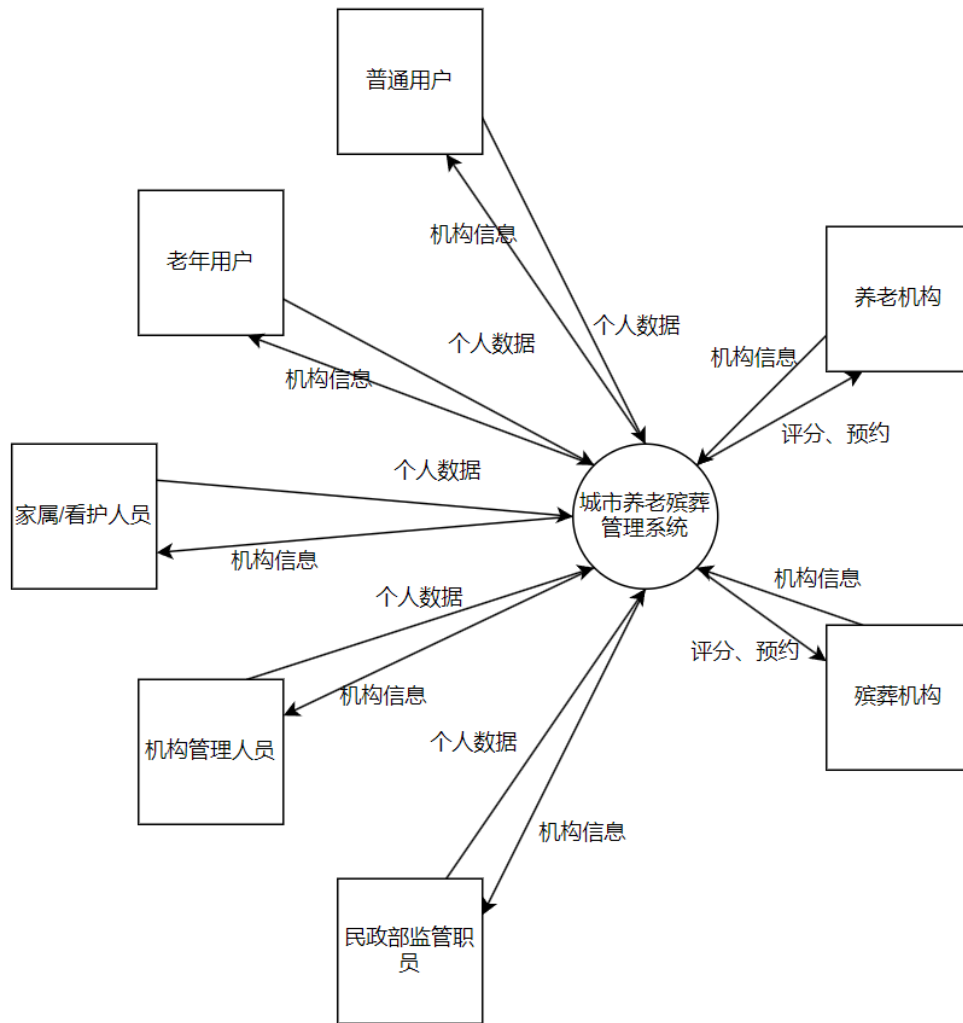 普通用户
机构信息
老年用户
养老机构
个人数据
个人数据
机构信息
机构信息
评分、预约
个人数据
城市养老殡葬
管理系统
家属/看护人员
机构信息
机构信息
个人数据
评分、预约
机构信息
殡葬机构
个人数据
机构管理人员
机构信息
民政部监管职
员